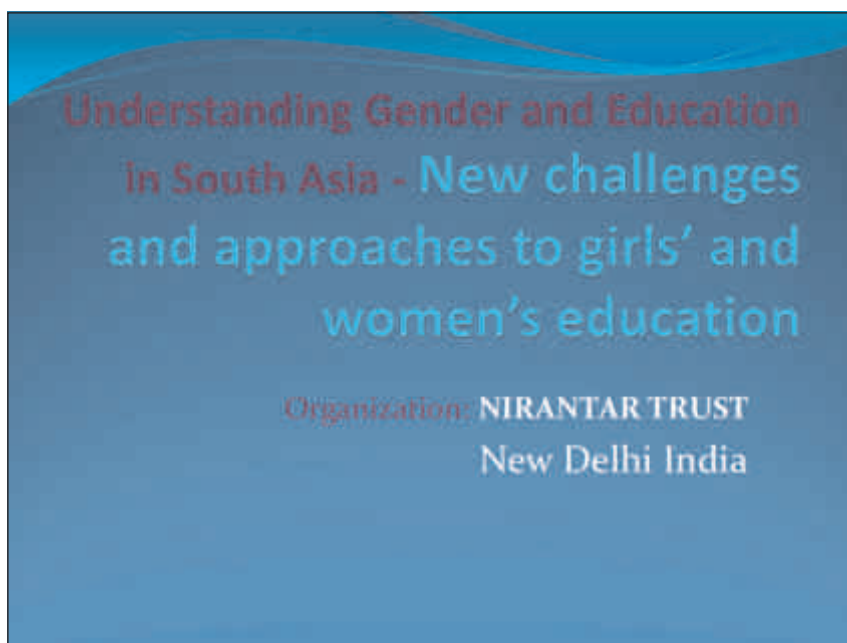 Understanding Gender and Education
in South Asia - New challenges
and approaches to girls’ and
women’s education
Organization: NIRANTAR TRUST
New Delhi India